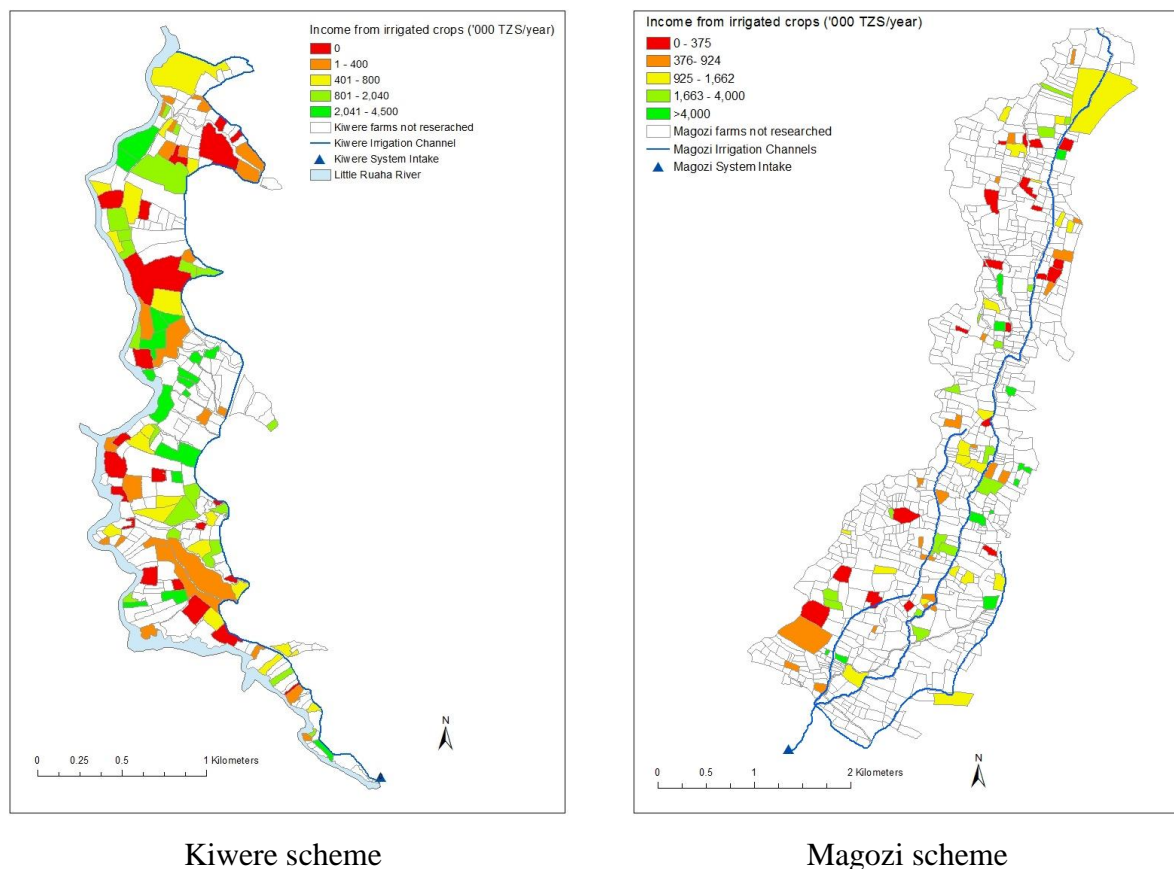 Income from irrigated crops ('000 TZS/year)
0
1 - 400
401 - 800
801 - 2,040
2,041 - 4,500
Kiwere farms not reserached
Kiwere Irrigation Channel
Kiwere System Intake
Little Ruaha River
N
0 0.25 0.5 1 Kilometers
Kiwere scheme
Income from irrigated crops ('000 TZS/year)
0 - 375
376- 924
925 - 1,662
1,663 - 4,000
>4,000
Magozi farms not researched
Magozi Irrigation Channels
Magozi System Intake
N
0 0.5 1 2 Kilometers
Magozi scheme